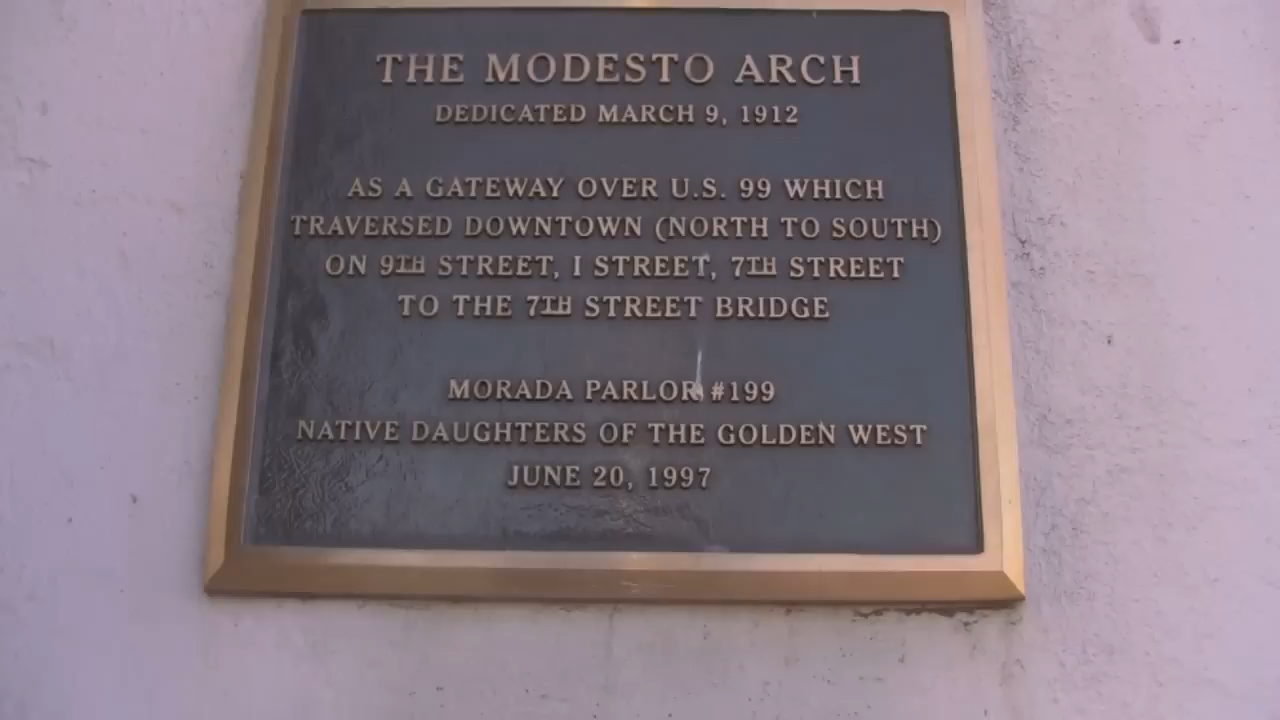 THE MODESTO ARCH
DEDICATED MARCH 9, 1912
AS A GATEWAY OVER U.S. 99 WHICH
TRAVERSED DOWNTOWN (NORTH TO SOUTH)
ON 9TH STREET, I STREET, 7TH STREET
TO THE 7TH STREET BRIDGE
MORADA PARLOR #199
NATIVE DAUGHTERS OF THE GOLDEN WEST
JUNE 20, 1997